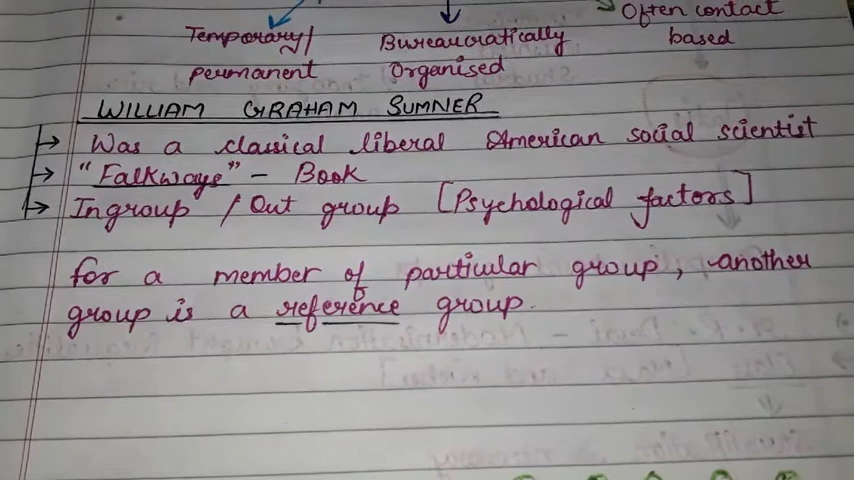 Often contact
Temporary/ Bureaucratically based
permanent Organised
WILLIAM GRAHAM SUMNER
→ Was a classical liberal American social scientist
→ "Falkways" - Book
→ Ingroup / Out group [Psychological factors]
for a member of particular group, another
group is a reference group.